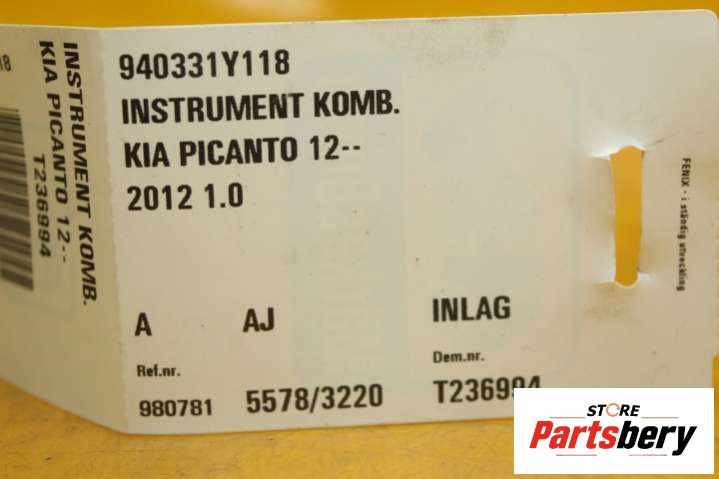 940331Y118
INSTRUMENT KOMB.
KIA PICANTO 12--
2012 1.0
A AJ INLAG
Ref.nr. Dem.nr.
980781 5578/3220 T236994
INSTRUMENT KOMB.
KIA PICANTO 12--
T236994
FENIX - i ständig utveckling
STORE
Partsbery